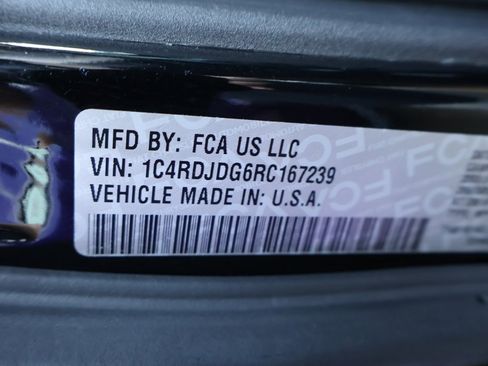 MFD BY: FCA US LLC
VIN: 1C4RDJDG6RC167239
VEHICLE MADE IN: U.S.A.